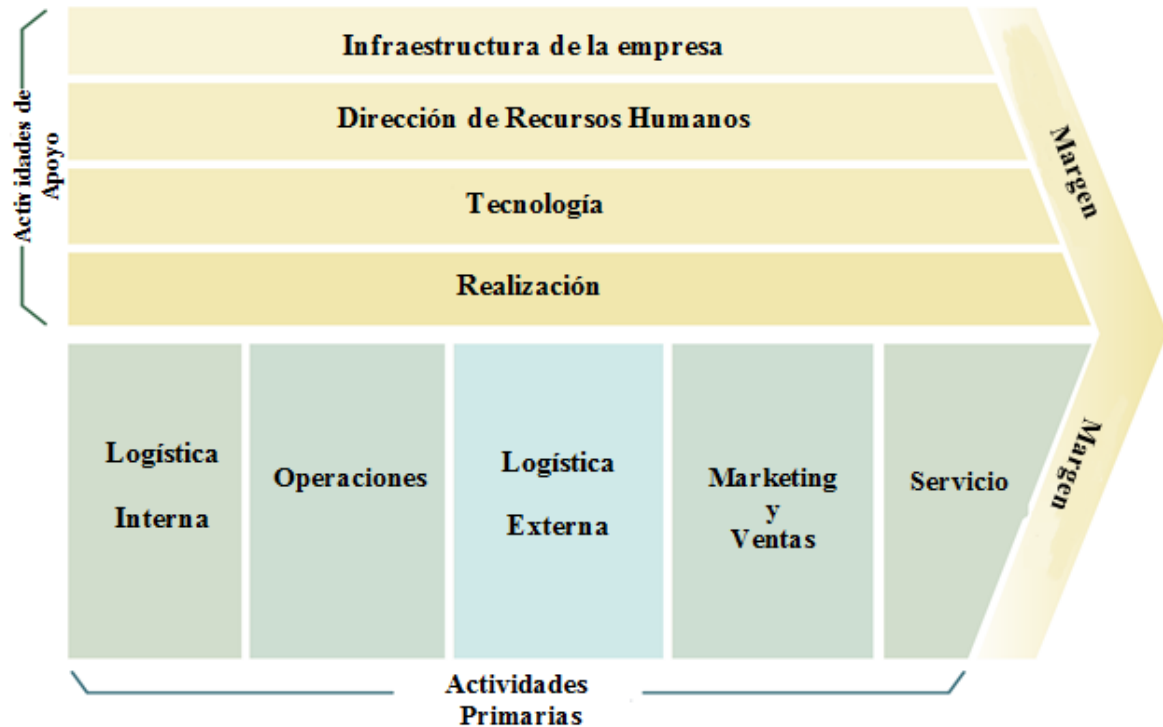 Actividades de
Apoyo
Infraestructura de la empresa
Dirección de Recursos Humanos
Tecnología
Realización
Margen
Logística
Interna
Operaciones
Logística
Externa
Marketing
y
Ventas
Servicio
Margen
Actividades
Primarias